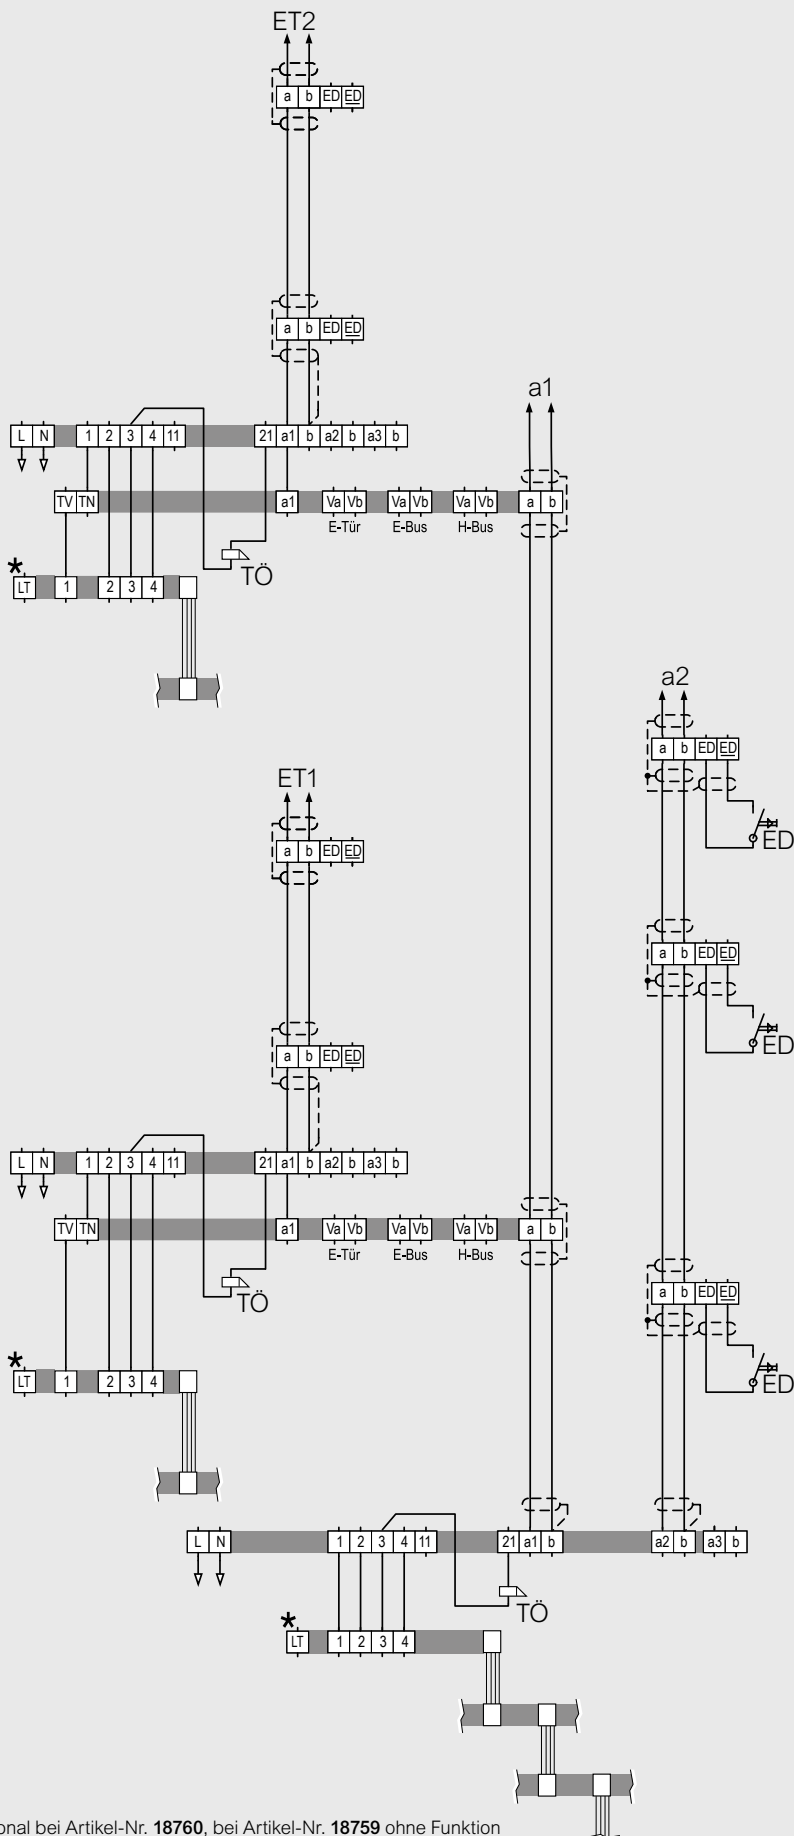 ET2
a b ED ED
a b ED ED
a1
L N 1 2 3 4 11 21 a1 b a2 b a3 b
TV TN a1 Va Vb Va Vb Va Vb a b
E-Tür E-Bus H-Bus
TÖ
* LT 1 2 3 4
a2
a b ED ED
ED
ET1
a b ED ED
a b ED ED
ED
a b ED ED
L N 1 2 3 4 11 21 a1 b a2 b a3 b
TV TN a1 Va Vb Va Vb Va Vb a b
E-Tür E-Bus H-Bus
TÖ
a b ED ED
ED
* LT 1 2 3 4
L N 1 2 3 4 11 21 a1 b a2 b a3 b
TÖ
* LT 1 2 3 4
bei Artikel-Nr. 18760, bei Artikel-Nr. 18759 ohne Funktion